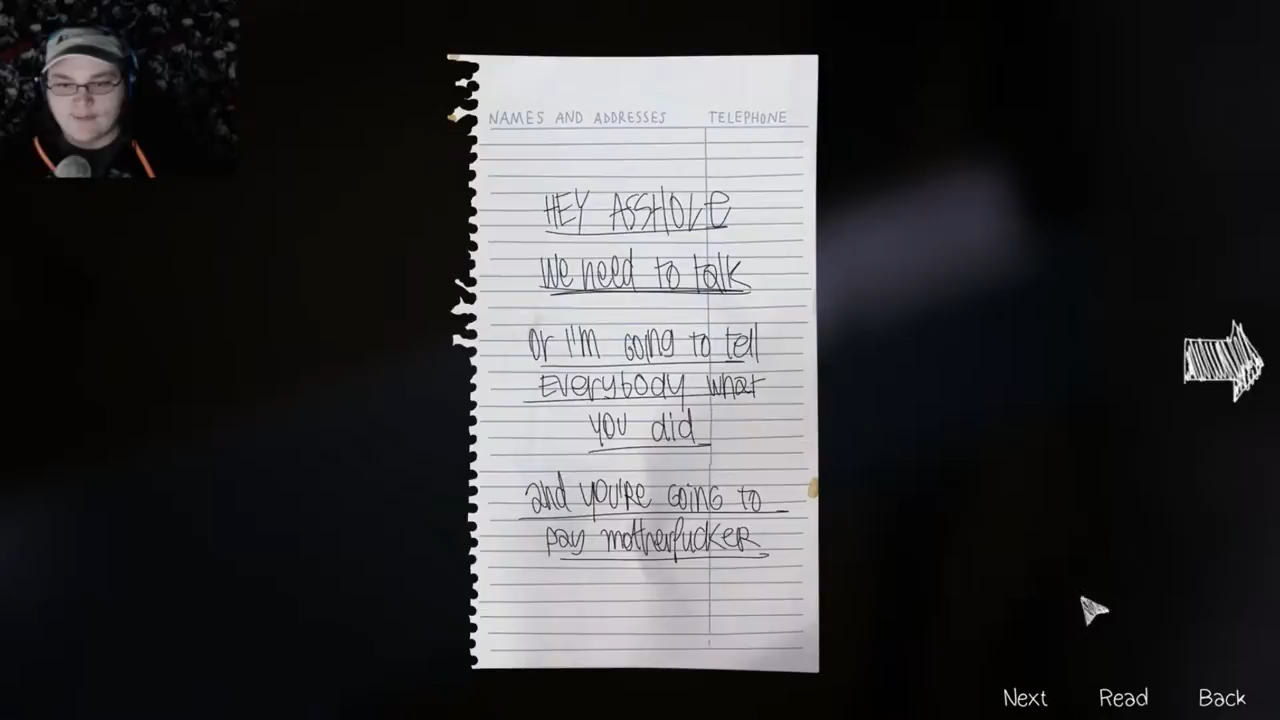 NAMES AND ADDRESSES TELEPHONE
HEY ASSHOLE
We need to talk
Or I'm going to tell
Everybody what
you did
and you're going to
pay motherfucker
Next Read Back